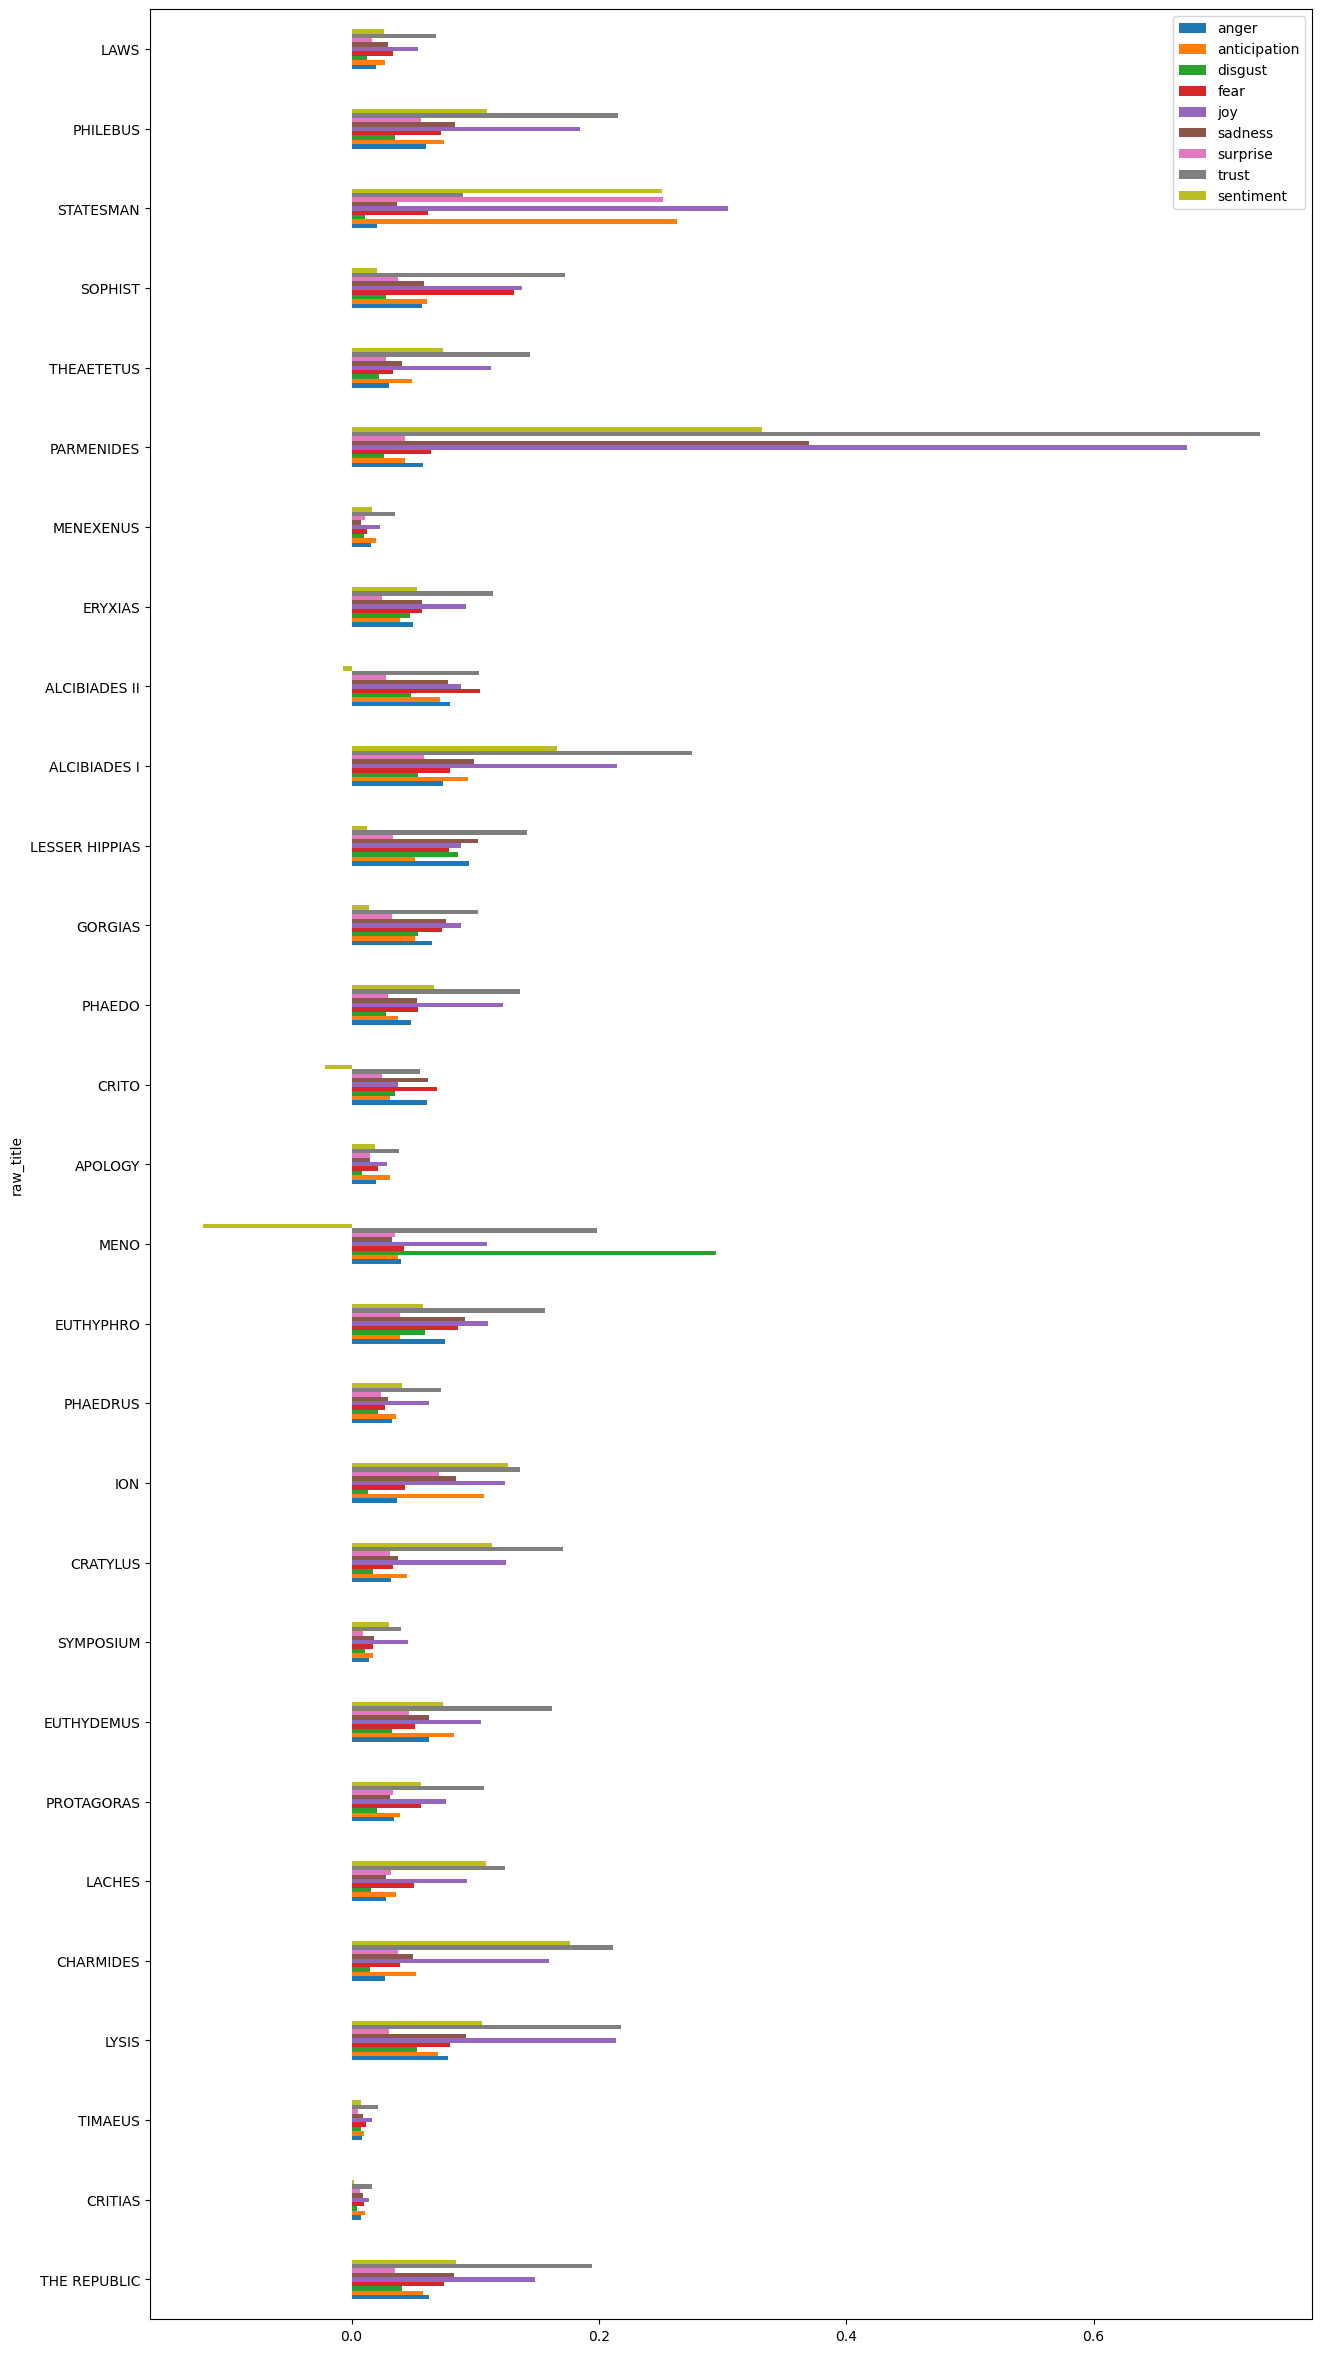 anger
anticipation
disgust
fear
joy
sadness
surprise
trust
sentiment
LAWS
PHILEBUS
STATESMAN
SOPHIST
THEAETETUS
PARMENIDES
MENEXENUS
ERYXIAS
ALCIBIADES II
ALCIBIADES I
LESSER HIPPIAS
GORGIAS
PHAEDO
CRITO
APOLOGY
MENO
EUTHYPHRO
PHAEDRUS
ION
CRATYLUS
SYMPOSIUM
EUTHYDEMUS
PROTAGORAS
LACHES
CHARMIDES
LYSIS
TIMAEUS
CRITIAS
THE REPUBLIC
raw_title
0.0 0.2 0.4 0.6